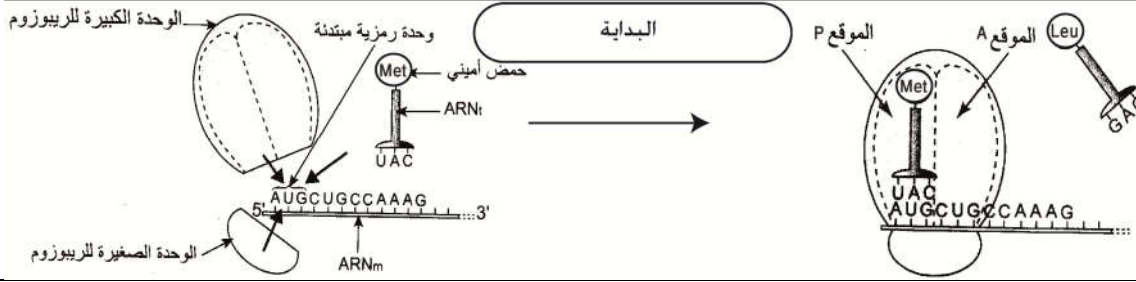 الوحدة الكبيرة للريبوزوم
وحدة رمزية مبتدئة
البداية
الموقع P
الموقع A
Leu
Met
حمض أميني
Met
ARNt
UAC
GA
UAC
AUGCUGCCAAAG
5'
3'
AUGCUGCCAAAG
الوحدة الصغيرة للريبوزوم
ARNm